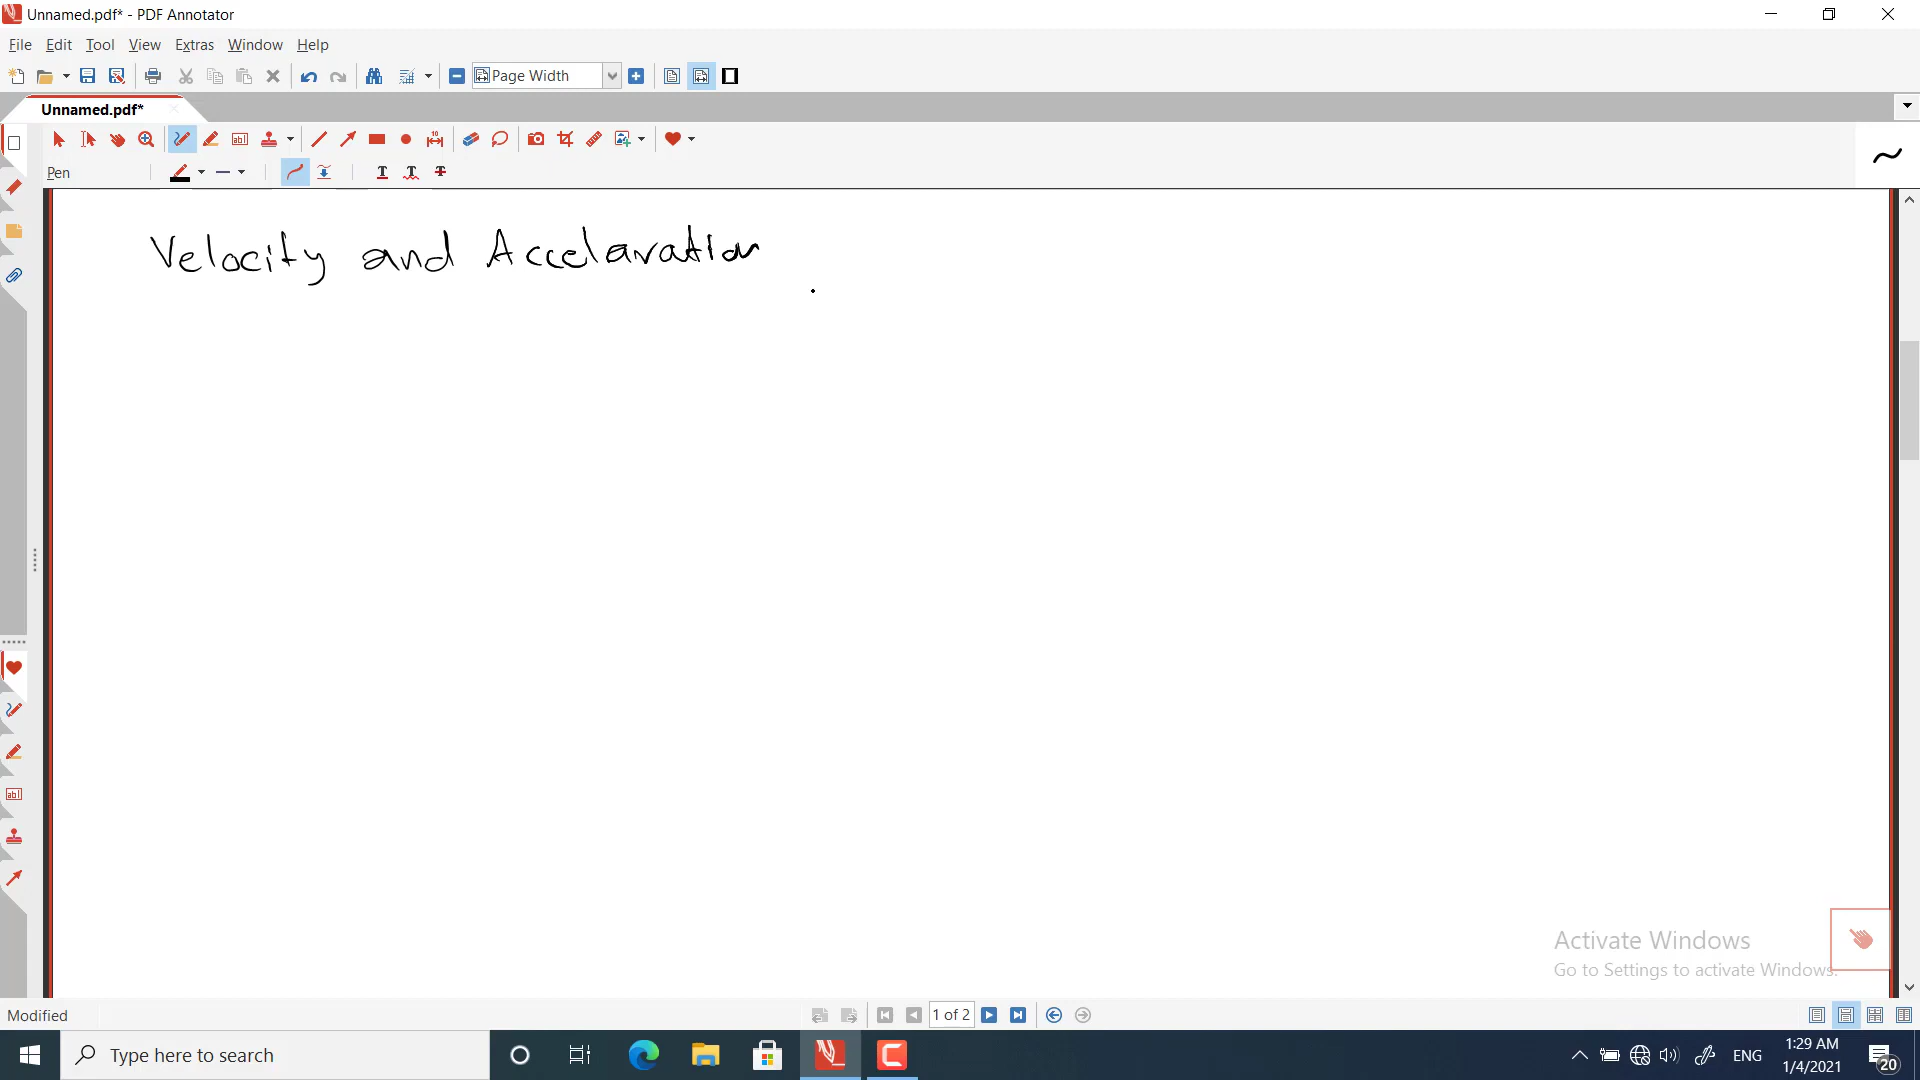 Unnamed.pdf* - PDF Annotator
File Edit Tool View Extras Window Help
Page Width
Unnamed.pdf*
Pen
Velocity and Accelaration
Activate Windows
Go to Settings to activate Windows.
Modified
1 of 2
Type here to search
ENG
1:29 AM
1/4/2021
20